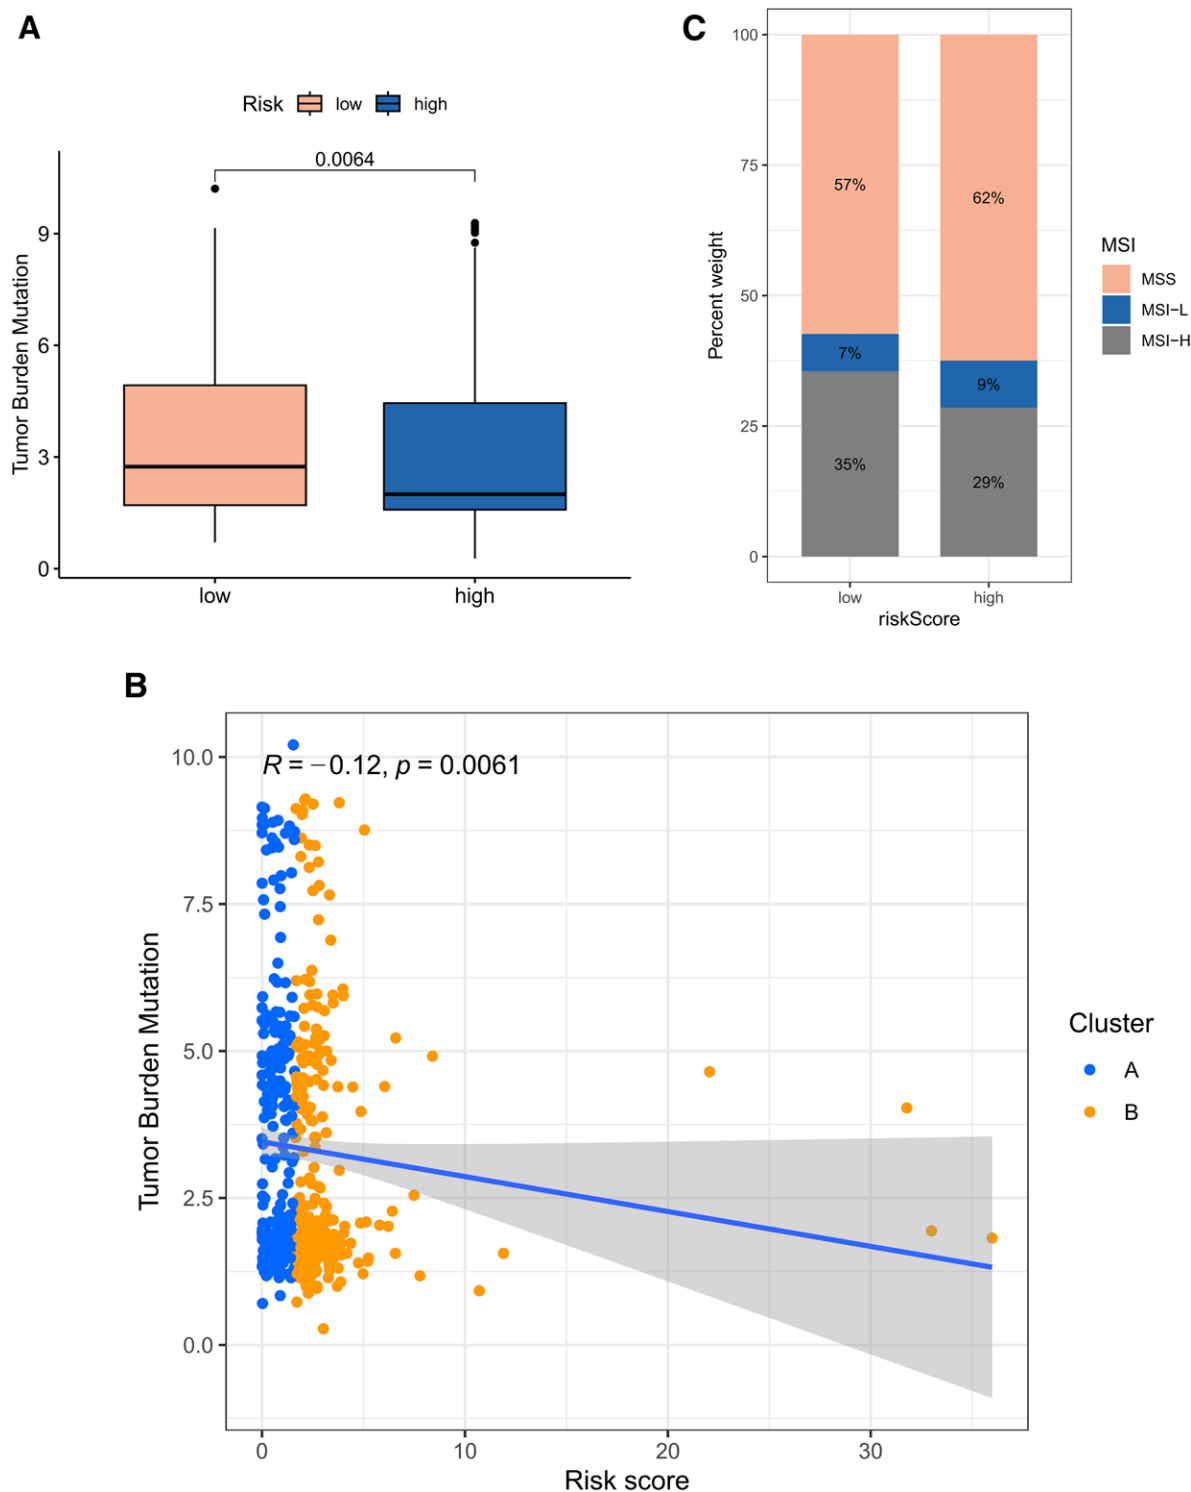 A
Risk low high
0.0064
Tumor Burden Mutation
9
6
3
0
low high
C
Percent weight
100
75
50
25
0
57%
62%
7%
9%
35%
29%
low high
riskScore
MSI
MSS
MSI-L
MSI-H
B
R = −0.12, p = 0.0061
Tumor Burden Mutation
10.0
7.5
5.0
2.5
0.0
0 10 20 30
Risk score
Cluster
A
B